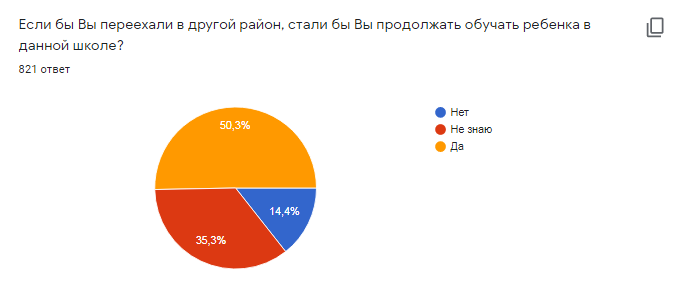 Если бы Вы переехали в другой район, стали бы Вы продолжать обучать ребенка в
данной школе?
821 ответ
50,3%
14,4%
35,3%
Нет
Не знаю
Да